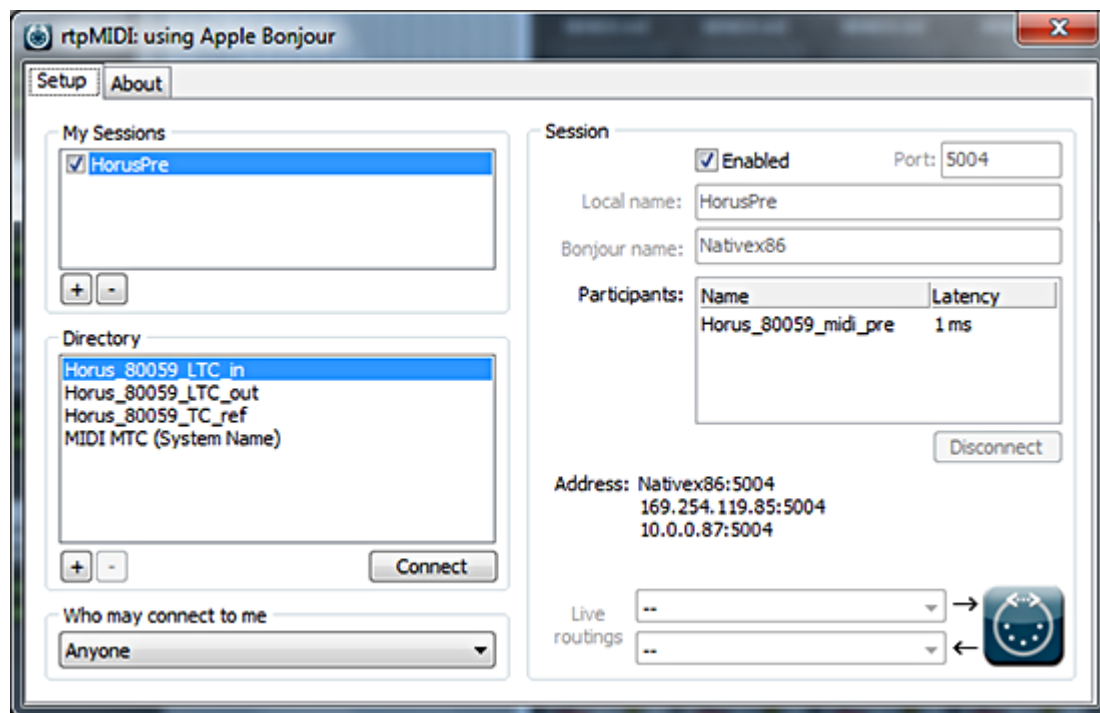 rtpMIDI: using Apple Bonjour
Setup
About
My Sessions
HorusPre
+ -
Directory
Horus_80059_LTC_in
Horus_80059_LTC_out
Horus_80059_TC_ref
MIDI MTC (System Name)
+ - Connect
Who may connect to me
Anyone
Session
Enabled Port: 5004
Local name: HorusPre
Bonjour name: Nativex86
Participants: Name Latency
Horus_80059_midi_pre 1 ms
Disconnect
Address: Nativex86:5004
169.254.119.85:5004
10.0.0.87:5004
Live
routings
--
--